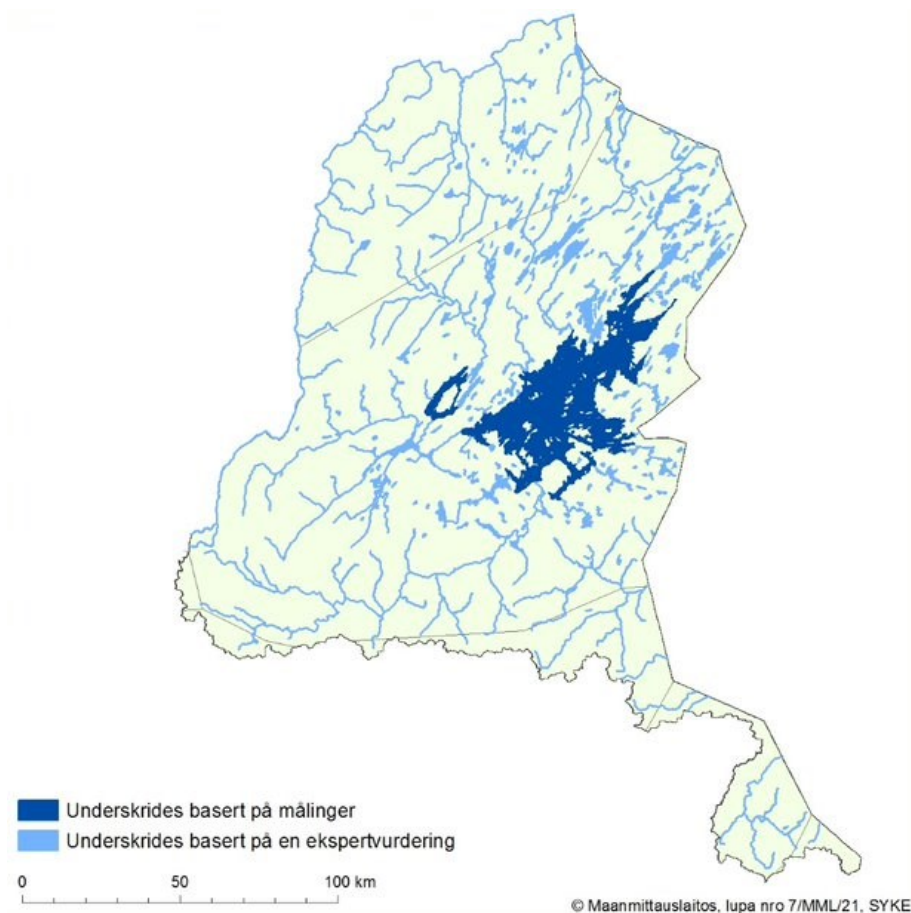 Underskrides basert på målinger
Underskrides basert på en ekspertvurdering
0 50 100 km
© Maanmittauslaitos, lupa nro 7/MML/21, SYKE